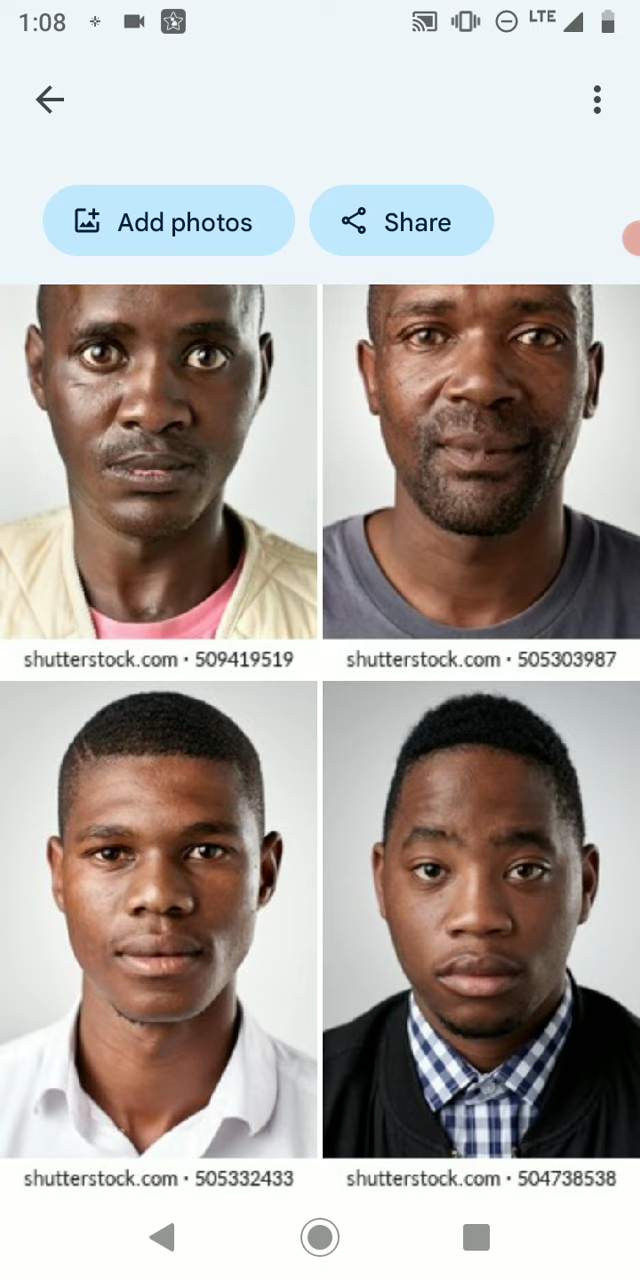 1:08
LTE
Add photos
Share
shutterstock.com · 509419519
shutterstock.com · 505303987
shutterstock.com · 505332433
shutterstock.com · 504738538